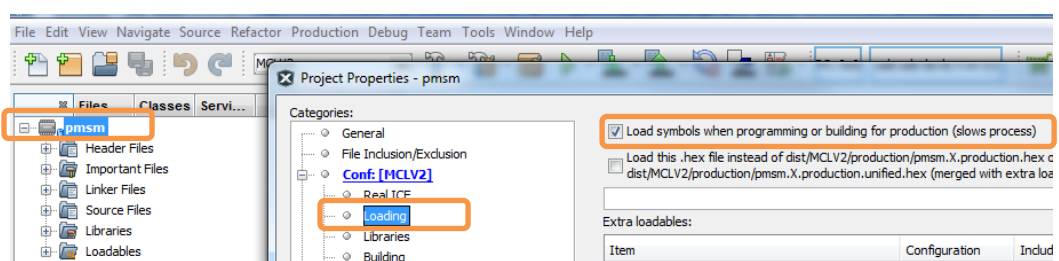 File Edit View Navigate Source Refactor Production Debug Team Tools Window Help
Project Properties - pmsm
Files Classes Servi...
pmsm
Header Files
Important Files
Linker Files
Source Files
Libraries
Loadables
Categories:
General
File Inclusion/Exclusion
Conf: [MCLV2]
Real ICE
Loading
Libraries
Building
Load symbols when programming or building for production (slows process)
Load this .hex file instead of dist/MCLV2/production/pmsm.X.production.hex
dist/MCLV2/production/pmsm.X.production.unified.hex (merged with extra loa
Extra loadables:
Item Configuration Includ